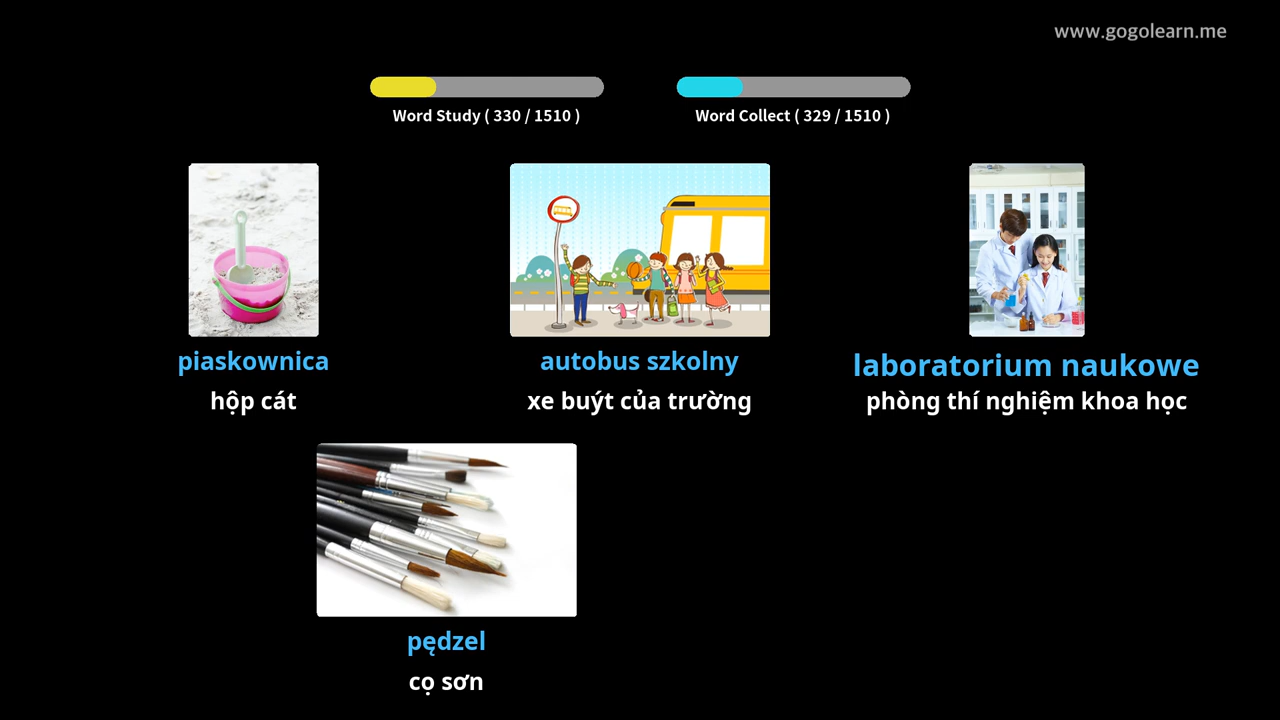 www.gogolearn.me
Word Study ( 330 / 1510 )
Word Collect ( 329 / 1510 )
piaskownica
hộp cát
autobus szkolny
xe buýt của trường
laboratorium naukowe
phòng thí nghiệm khoa học
pędzel
cọ sơn